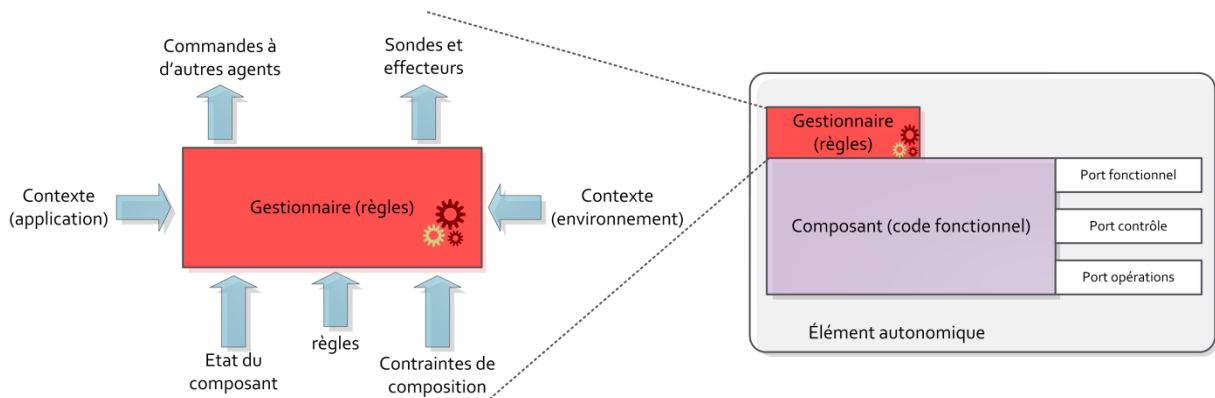 Commandes à
d'autres agents
Sondes et
effecteurs
Contexte
(application)
Gestionnaire (règles)
Contexte
(environnement)
Etat du
composant
règles
Contraintes de
composition
Gestionnaire
(règles)
Composant (code fonctionnel)
Port fonctionnel
Port contrôle
Port opérations
Élément autonomique